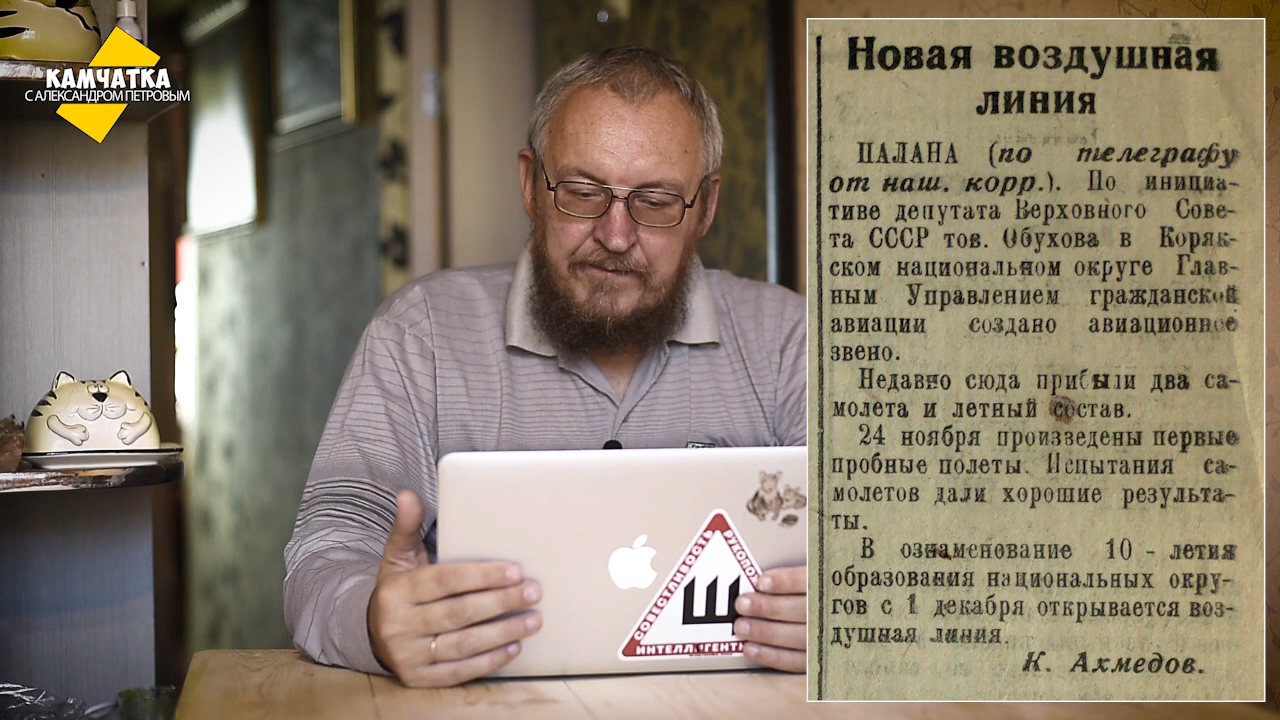 КАМЧАТКА
С АЛЕКСАНДРОМ ПЕТРОВЫМ
СОВЕСТЛИВОСТЬ
Ш
Новая воздушная
линия
ПАЛАНА (по телеграфу
от наш. корр.). По инициа-
тиве депутата Верховного Сове-
та СССР тов. Обухова в Коряк-
ском национальном округе Глав-
ным Управлением гражданской
авиации создано авиационное
звено.
Недавно сюда прибыли два са-
молета и летный состав.
24 ноября произведены первые
пробные полеты. Испытания са-
молетов дали хорошие результа-
ты.
В ознаменование 10 - летия
образования национальных окру-
гов с 1 декабря открывается воз-
душная линия.
К. Ахмедов.